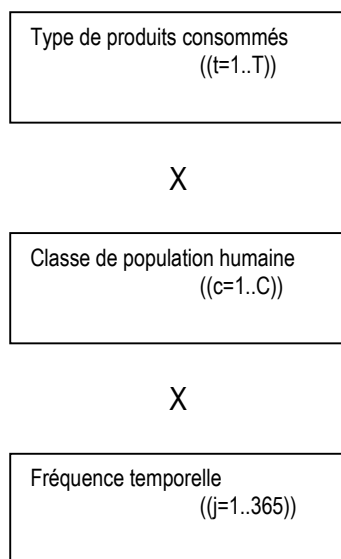 Type de produits consommés
((t=1..T))
X
Classe de population humaine
((c=1..C))
X
Fréquence temporelle
((j=1..365))